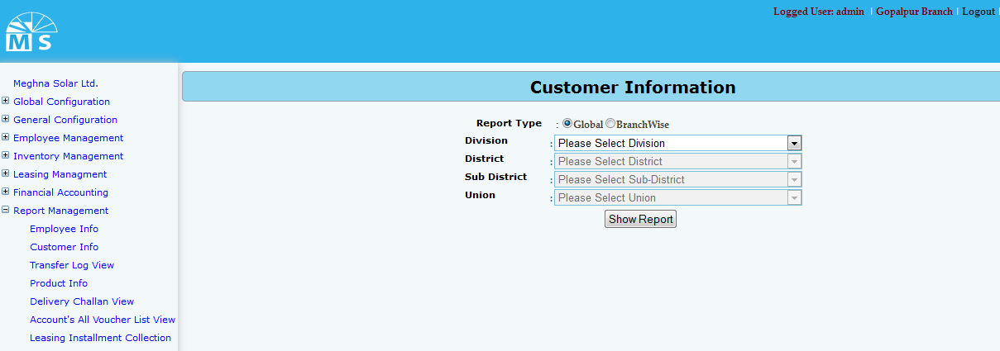 Logged User: admin | Gopalpur Branch | Logout |
MS
Meghna Solar Ltd.
Global Configuration
General Configuration
Employee Management
Inventory Management
Leasing Managment
Financial Accounting
Report Management
Employee Info
Customer Info
Transfer Log View
Product Info
Delivery Challan View
Account's All Voucher List View
Leasing Installment Collection
Customer Information
Report Type : Global BranchWise
Division : Please Select Division
District : Please Select District
Sub District : Please Select Sub-District
Union : Please Select Union
Show Report